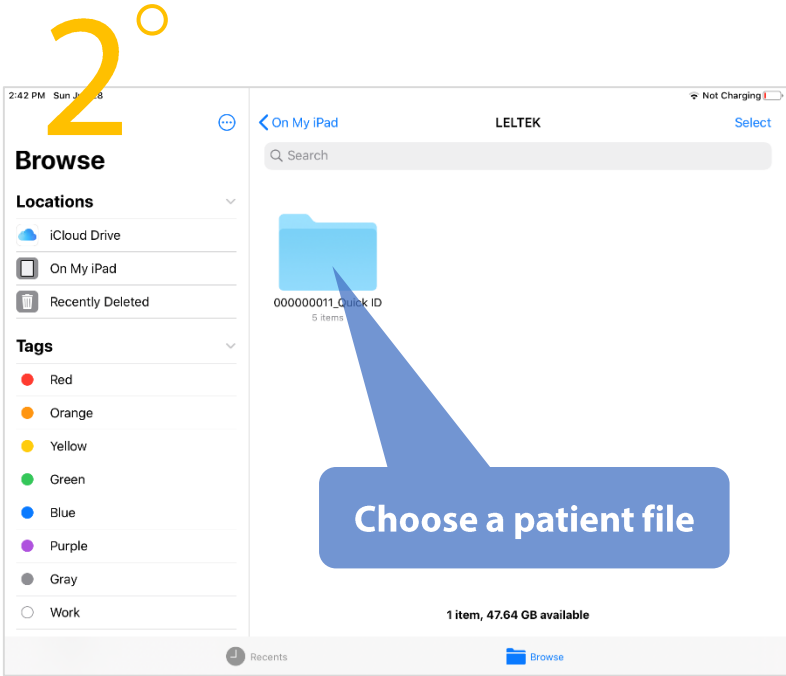 2°
2:42 PM Sun J 8
Not Charging
Browse
Locations
iCloud Drive
On My iPad
Recently Deleted
Tags
Red
Orange
Yellow
Green
Blue
Purple
Gray
Work
On My iPad
LELTEK
Select
Search
000000011_Quick ID
5 items
Choose a patient file
1 item, 47.64 GB available
Recents
Browse